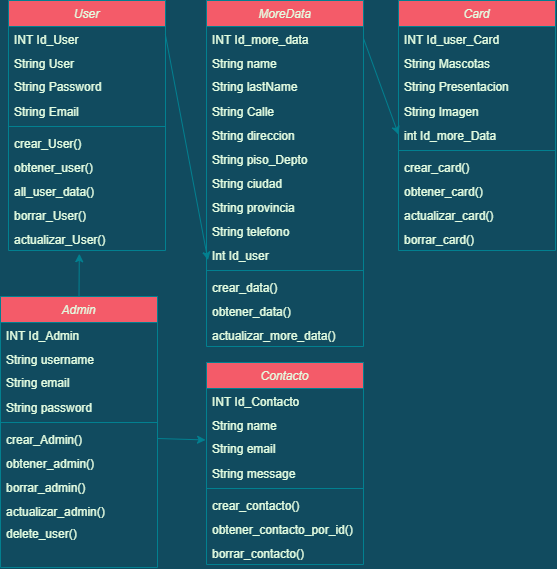 User
INT Id_User
String User
String Password
String Email
crear_User()
obtener_user()
all_user_data()
borrar_User()
actualizar_User()
MoreData
INT Id_more_data
String name
String lastName
String Calle
String direccion
String piso_Depto
String ciudad
String provincia
String telefono
Int Id_user
crear_data()
obtener_data()
actualizar_more_data()
Card
INT Id_user_Card
String Mascotas
String Presentacion
String Imagen
int Id_more_Data
crear_card()
obtener_card()
actualizar_card()
borrar_card()
Admin
INT Id_Admin
String username
String email
String password
crear_Admin()
obtener_admin()
borrar_admin()
actualizar_admin()
delete_user()
Contacto
INT Id_Contacto
String name
String email
String message
crear_contacto()
obtener_contacto_por_id()
borrar_contacto()